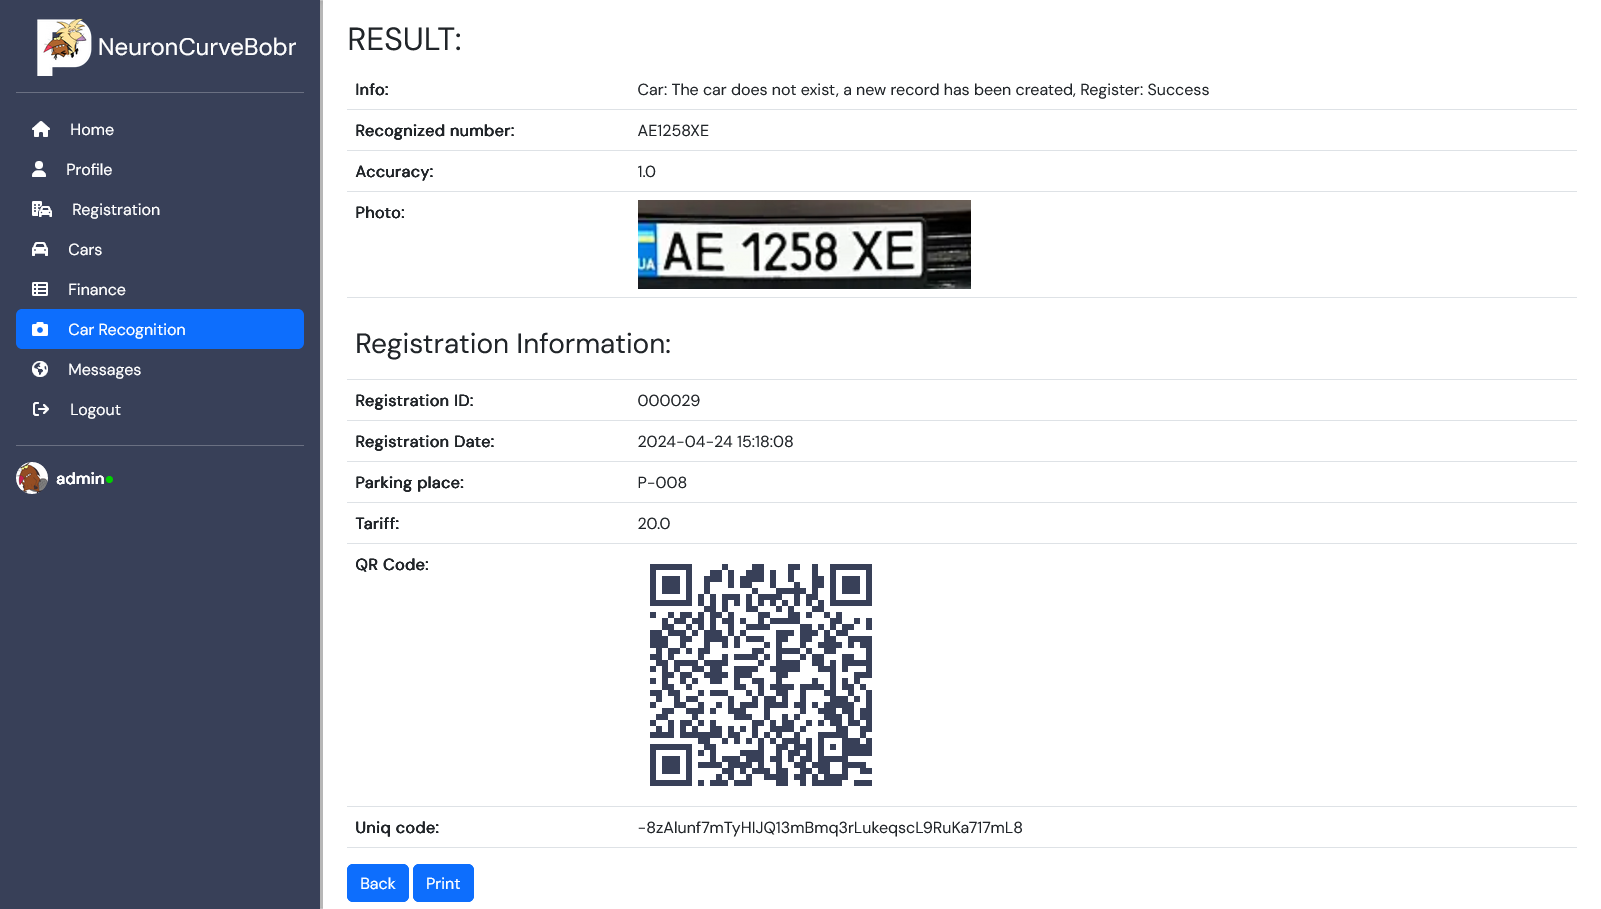 NeuronCurveBobr
Home
Profile
Registration
Cars
Finance
Car Recognition
Messages
Logout
admin
RESULT:
Info: Car: The car does not exist, a new record has been created, Register: Success
Recognized number: AE1258XE
Accuracy: 1.0
Photo:
UA AE 1258 XE
Registration Information:
Registration ID: 000029
Registration Date: 2024-04-24 15:18:08
Parking place: P-008
Tariff: 20.0
QR Code:
Uniq code: -8zAlunf7mTyHIJQ13mBmq3rLukeqscL9RuKa717mL8
Back Print